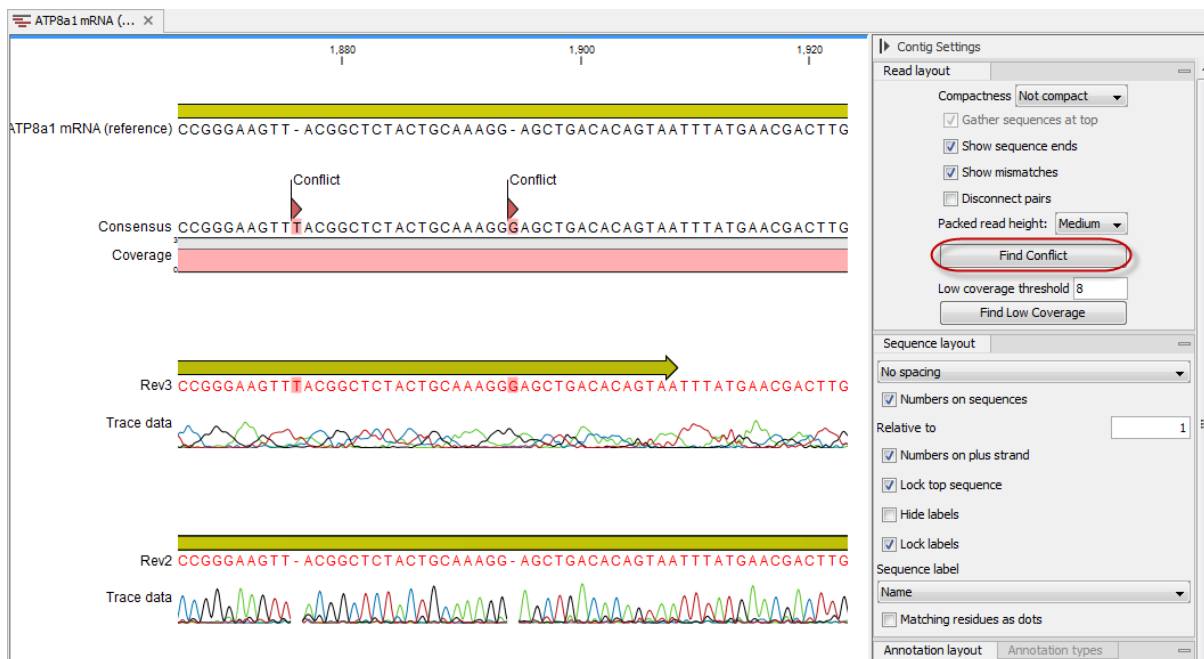 ATP8a1 mRNA (...
1,880 1,900 1,920
ATP8a1 mRNA (reference) CCGGGAAGTT-ACGGCTCTACTGCAAAGG-AGCTGACACAGTAATTTATGAACGACTTG
Conflict Conflict
Consensus CCGGGAAGTTTACGGCTCTACTGCAAAGGGAGCTGACACAGTAATTTATGAACGACTTG
3
Coverage
0
Rev3 CCGGGAAGTTTACGGCTCTACTGCAAAGGGAGCTGACACAGTAATTTATGAACGACTTG
Trace data
Rev2 CCGGGAAGTT-ACGGCTCTACTGCAAAGG-AGCTGACACAGTAATTTATGAACGACTTG
Trace data
Contig Settings
Read layout
Compactness Not compact
Gather sequences at top
Show sequence ends
Show mismatches
Disconnect pairs
Packed read height: Medium
Find Conflict
Low coverage threshold 8
Find Low Coverage
Sequence layout
No spacing
Numbers on sequences
Relative to 1
Numbers on plus strand
Lock top sequence
Hide labels
Lock labels
Sequence label
Name
Matching residues as dots
Annotation layout Annotation types